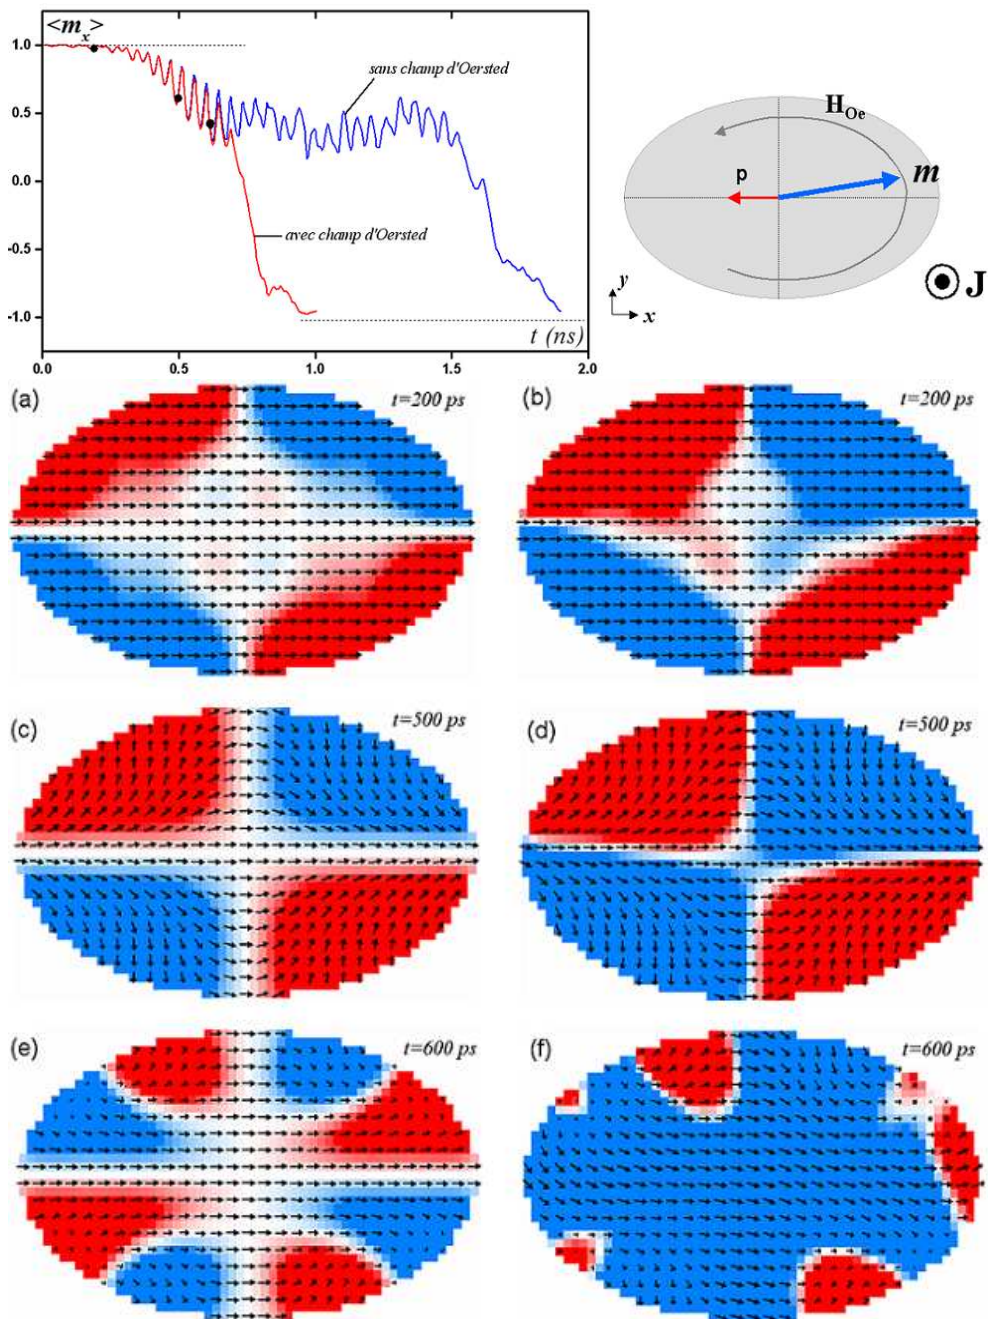 <m_x>
1.0
0.5
0.0
-0.5
-1.0
sans champ d'Oersted
avec champ d'Oersted
t (ns)
0.0 0.5 1.0 1.5 2.0
H_Oe
p
m
y
x
J
(a) t=200 ps
(b) t=200 ps
(c) t=500 ps
(d) t=500 ps
(e) t=600 ps
(f) t=600 ps